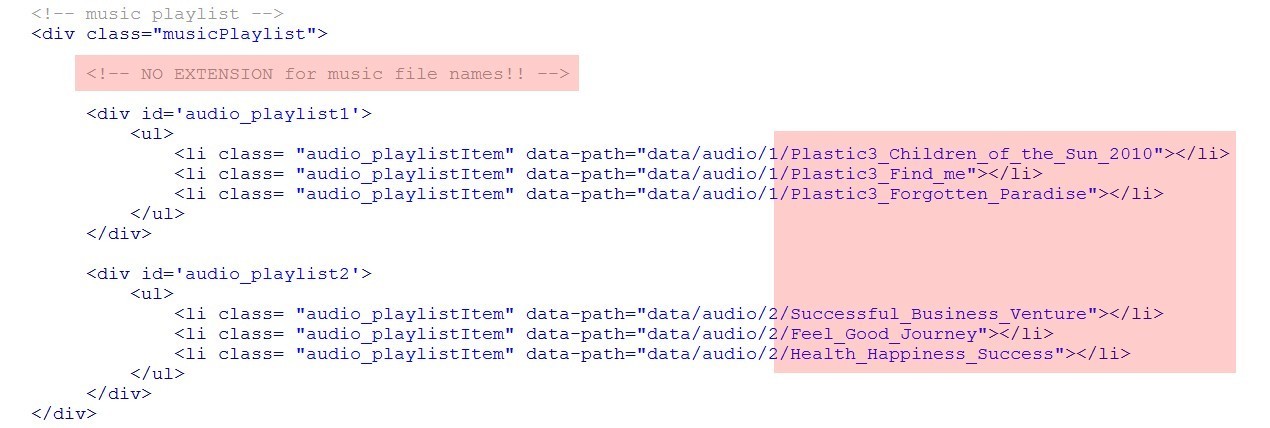 <!-- music playlist -->
<div class="musicPlaylist">
<!-- NO EXTENSION for music file names!! -->
<div id='audio_playlist1'>
<ul>
<li class= "audio_playlistItem" data-path="data/audio/1/Plastic3_Children_of_the_Sun_2010"></li>
<li class= "audio_playlistItem" data-path="data/audio/1/Plastic3_Find_me"></li>
<li class= "audio_playlistItem" data-path="data/audio/1/Plastic3_Forgotten_Paradise"></li>
</ul>
</div>
<div id='audio_playlist2'>
<ul>
<li class= "audio_playlistItem" data-path="data/audio/2/Successful_Business_Venture"></li>
<li class= "audio_playlistItem" data-path="data/audio/2/Feel_Good_Journey"></li>
<li class= "audio_playlistItem" data-path="data/audio/2/Health_Happiness_Success"></li>
</ul>
</div>
</div>